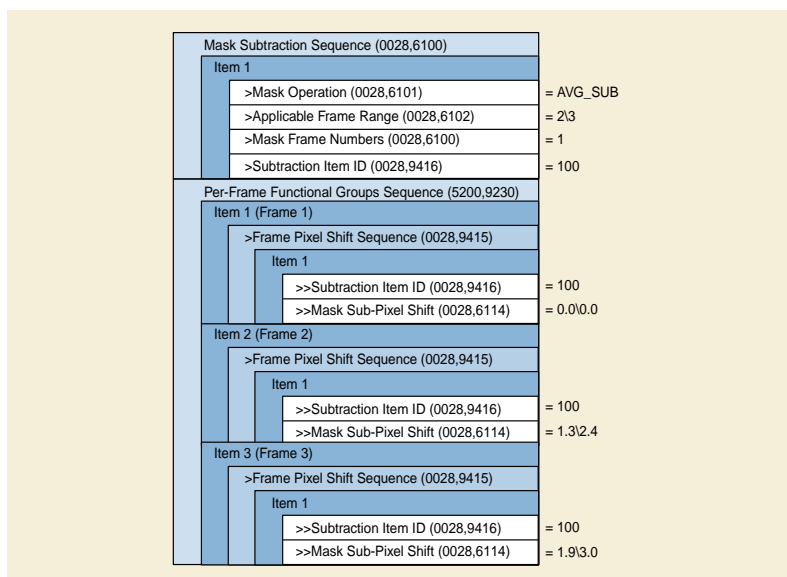 Mask Subtraction Sequence (0028,6100)
Item 1
>Mask Operation (0028,6101) = AVG_SUB
>Applicable Frame Range (0028,6102) = 2\3
>Mask Frame Numbers (0028,6100) = 1
>Subtraction Item ID (0028,9416) = 100
Per-Frame Functional Groups Sequence (5200,9230)
Item 1 (Frame 1)
>Frame Pixel Shift Sequence (0028,9415)
Item 1
>>Subtraction Item ID (0028,9416) = 100
>>Mask Sub-Pixel Shift (0028,6114) = 0.0\0.0
Item 2 (Frame 2)
>Frame Pixel Shift Sequence (0028,9415)
Item 1
>>Subtraction Item ID (0028,9416) = 100
>>Mask Sub-Pixel Shift (0028,6114) = 1.3\2.4
Item 3 (Frame 3)
>Frame Pixel Shift Sequence (0028,9415)
Item 1
>>Subtraction Item ID (0028,9416) = 100
>>Mask Sub-Pixel Shift (0028,6114) = 1.9\3.0